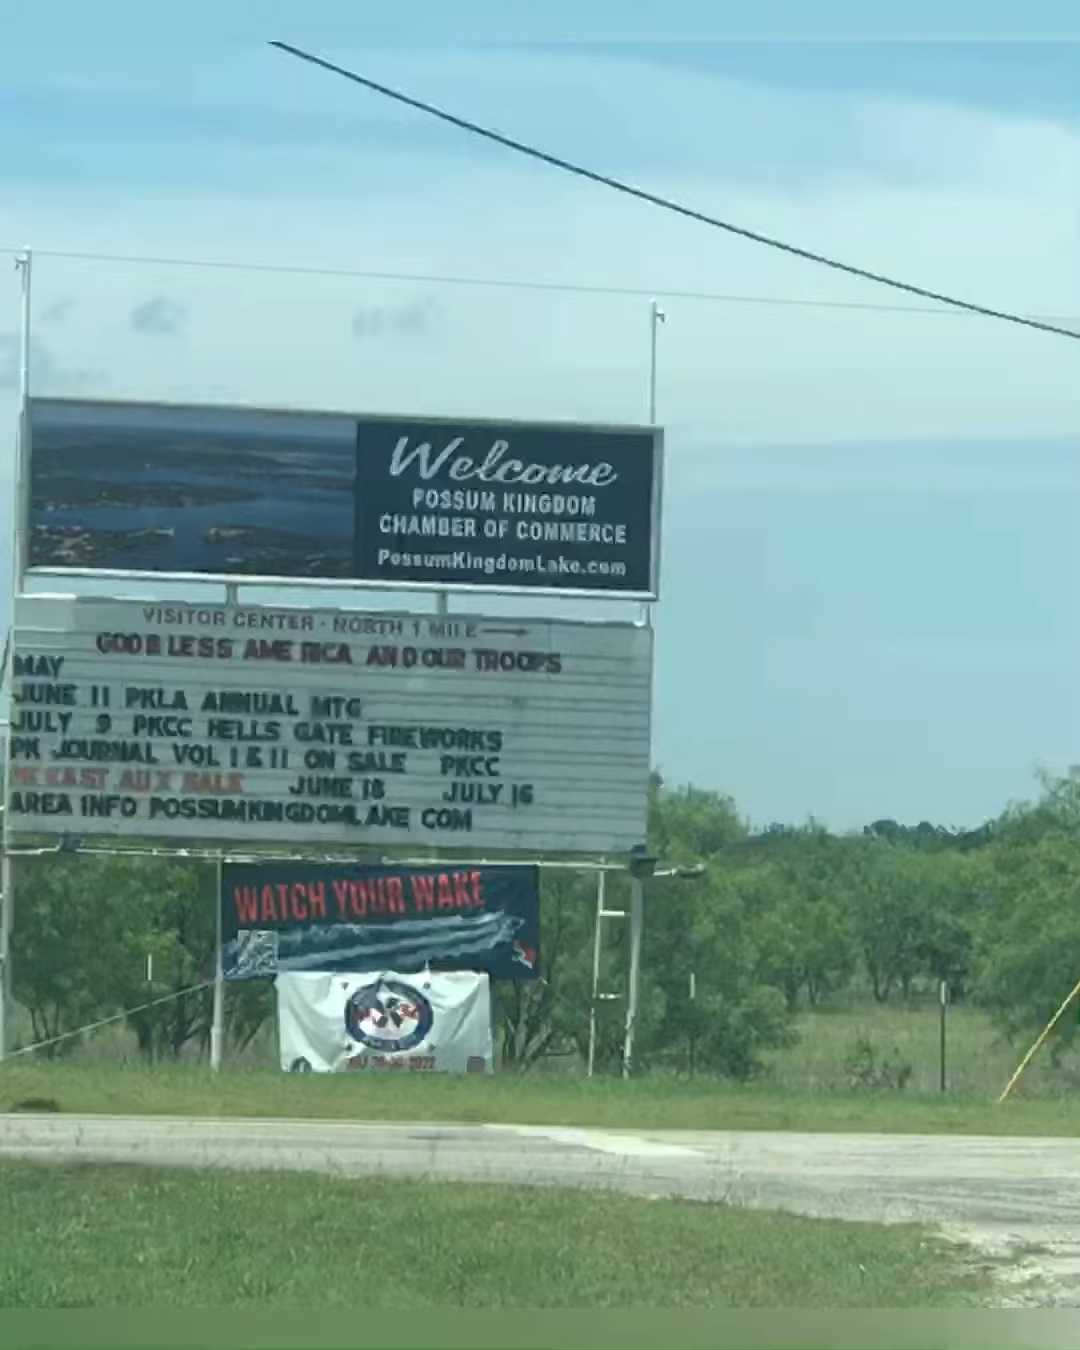 Welcome
POSSUM KINGDOM
CHAMBER OF COMMERCE
PossumKingdomLake.com
VISITOR CENTER · NORTH 1 MILE
GOD BLESS AMERICA AND OUR TROOPS
MAY
JUNE 11 PKLA ANNUAL MTG
JULY 9 PKCC HELLS GATE FIREWORKS
PK JOURNAL VOL I & II ON SALE PKCC
PK EAST AUX SALE JUNE 18 JULY 16
AREA INFO POSSUMKINGDOMLAKE COM
WATCH YOUR WAKE
2022